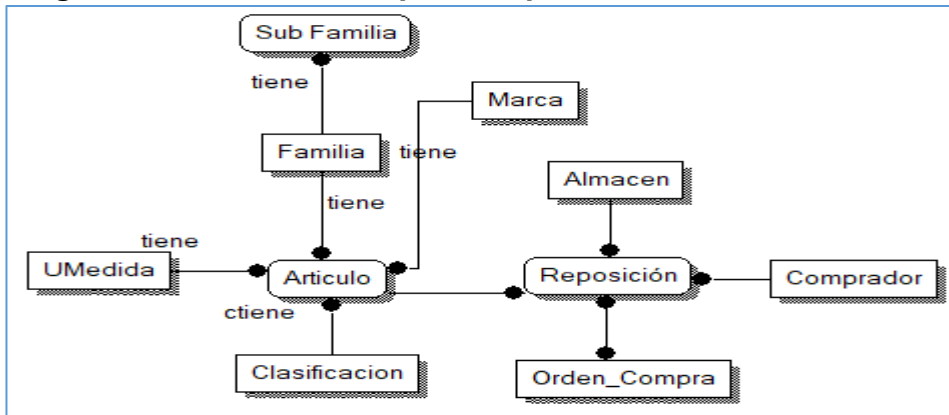 Sub Familia
tiene
Marca
Familia
tiene
Almacen
tiene
tiene
UMedida
Articulo
Reposición
Comprador
ctiene
Clasificacion
Orden_Compra